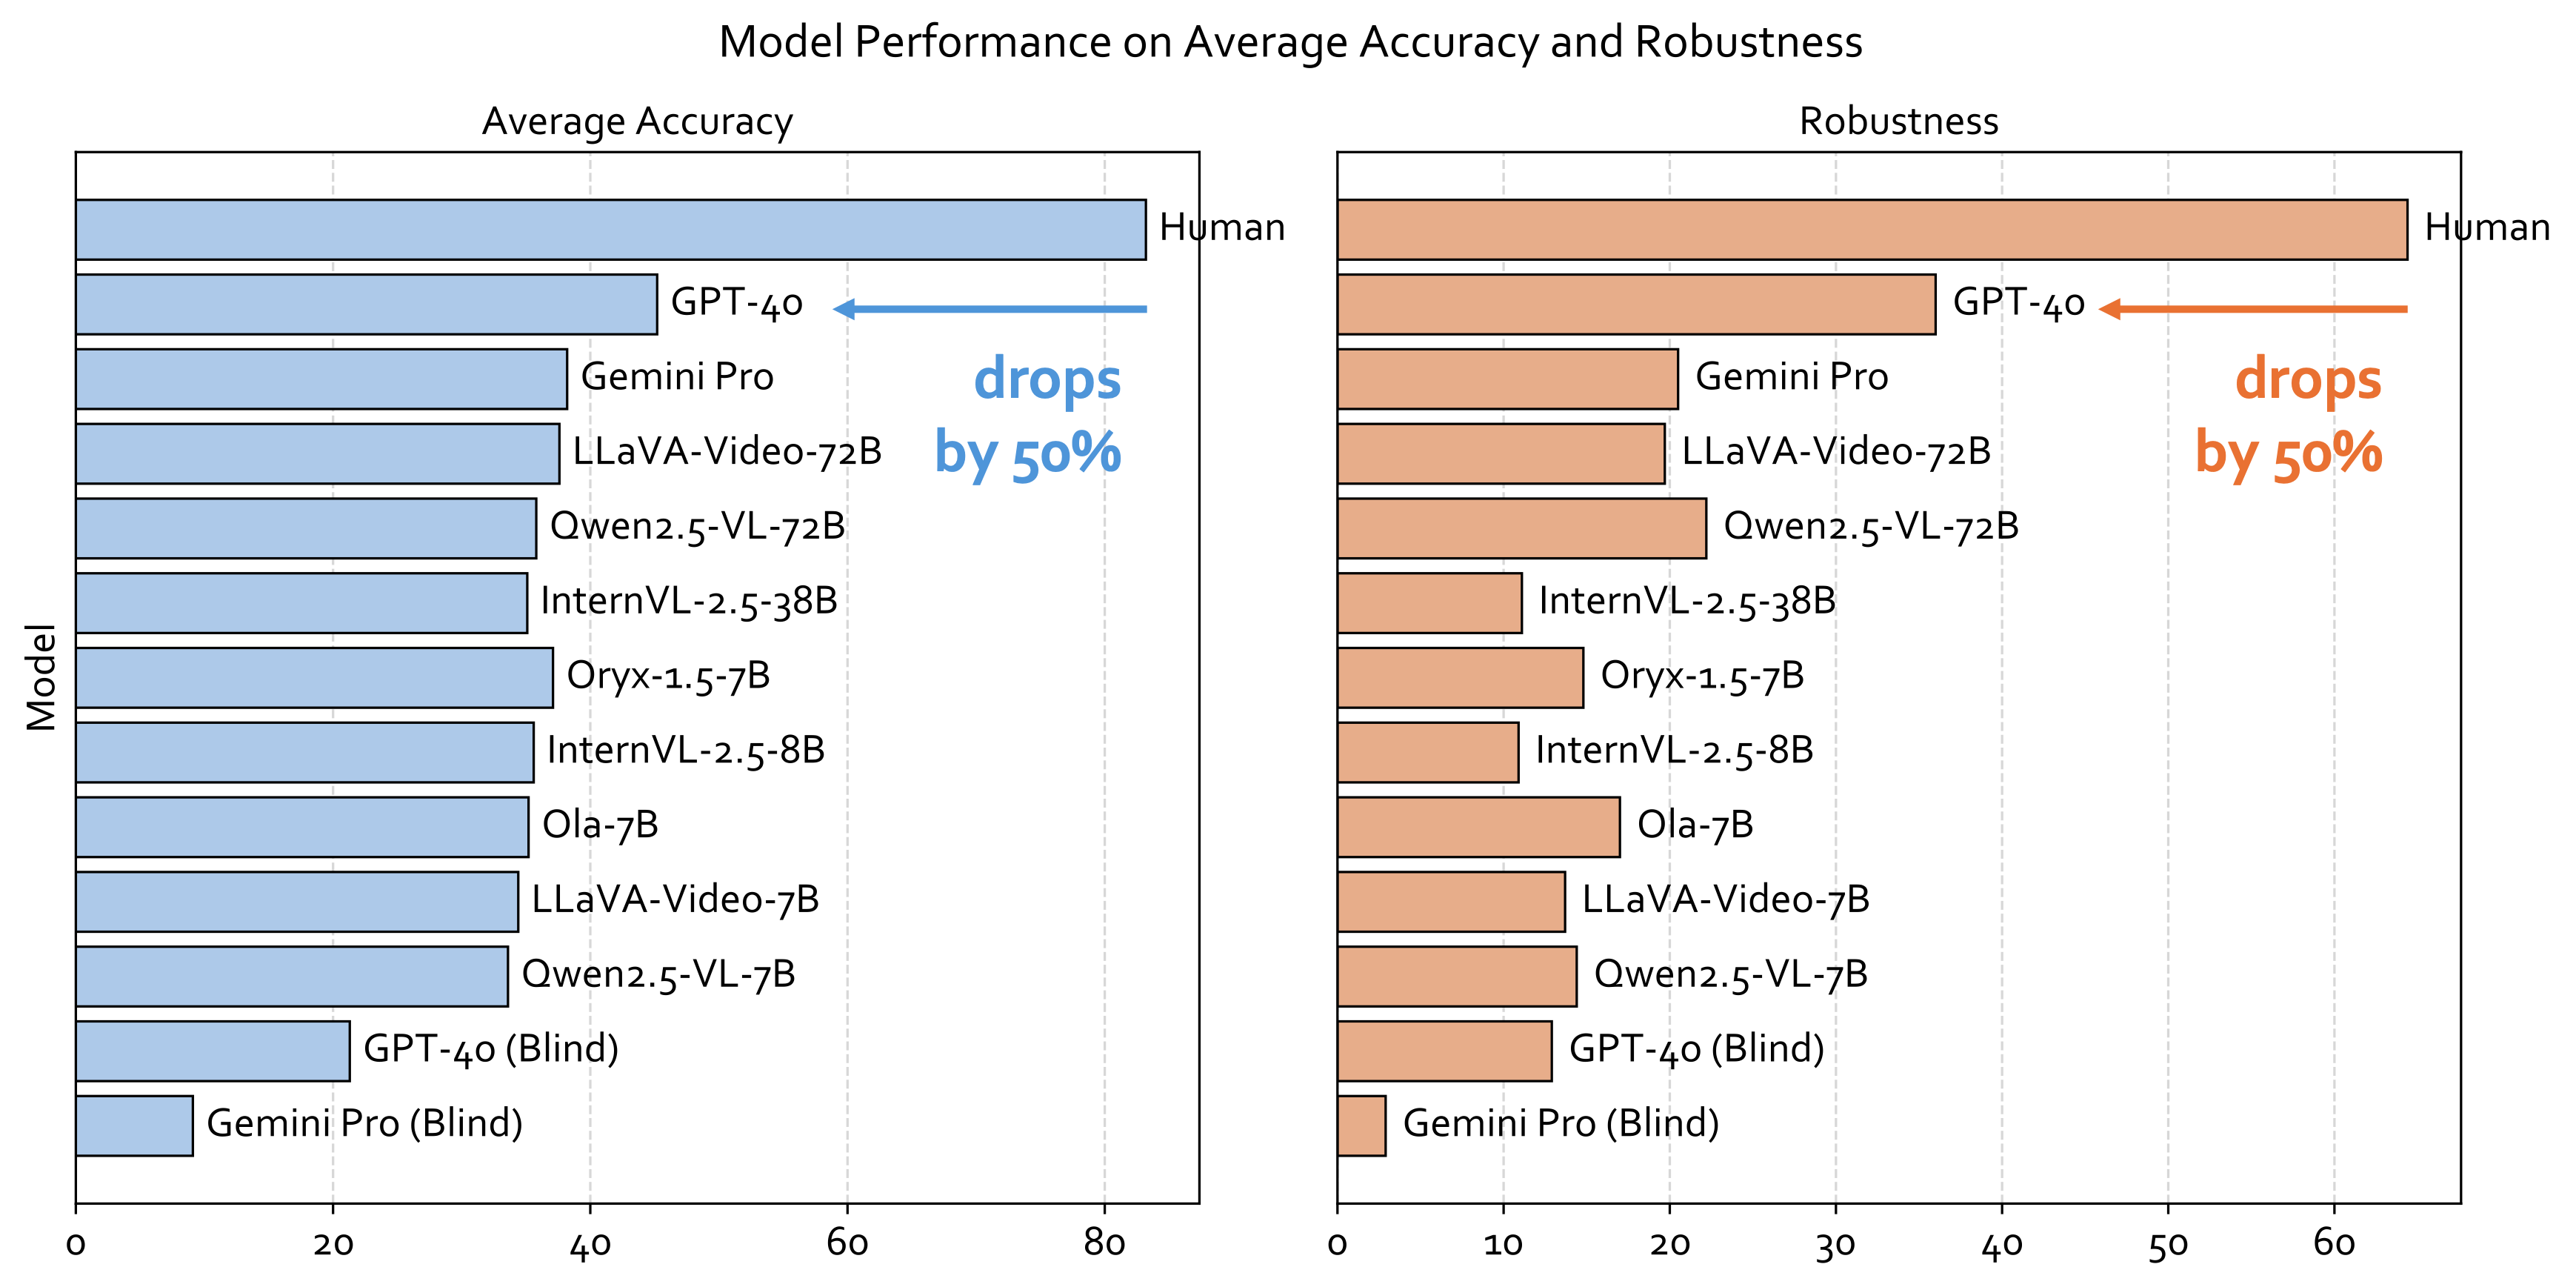 Model Performance on Average Accuracy and Robustness
Average Accuracy
Model
Human
GPT-4o
Gemini Pro
LLaVA-Video-72B
Qwen2.5-VL-72B
InternVL-2.5-38B
Oryx-1.5-7B
InternVL-2.5-8B
Ola-7B
LLaVA-Video-7B
Qwen2.5-VL-7B
GPT-4o (Blind)
Gemini Pro (Blind)
drops
by 50%
0 20 40 60 80
Robustness
Human
GPT-4o
Gemini Pro
LLaVA-Video-72B
Qwen2.5-VL-72B
InternVL-2.5-38B
Oryx-1.5-7B
InternVL-2.5-8B
Ola-7B
LLaVA-Video-7B
Qwen2.5-VL-7B
GPT-4o (Blind)
Gemini Pro (Blind)
drops
by 50%
0 10 20 30 40 50 60